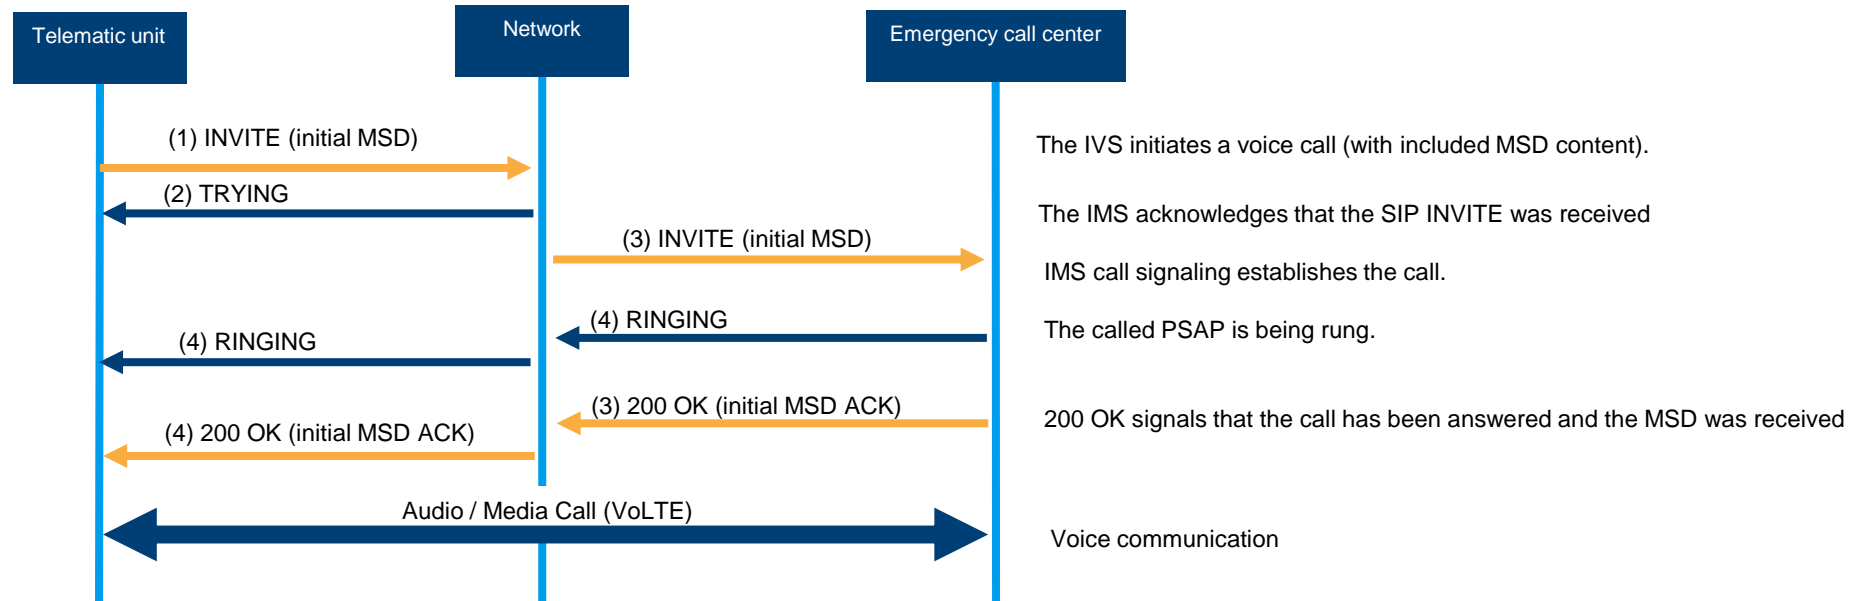 Telematic unit
Network
Emergency call center
(1) INVITE (initial MSD)
The IVS initiates a voice call (with included MSD content).
(2) TRYING
The IMS acknowledges that the SIP INVITE was received
(3) INVITE (initial MSD)
IMS call signaling establishes the call.
(4) RINGING
The called PSAP is being rung.
(4) RINGING
(3) 200 OK (initial MSD ACK)
200 OK signals that the call has been answered and the MSD was received
(4) 200 OK (initial MSD ACK)
Audio / Media Call (VoLTE)
Voice communication